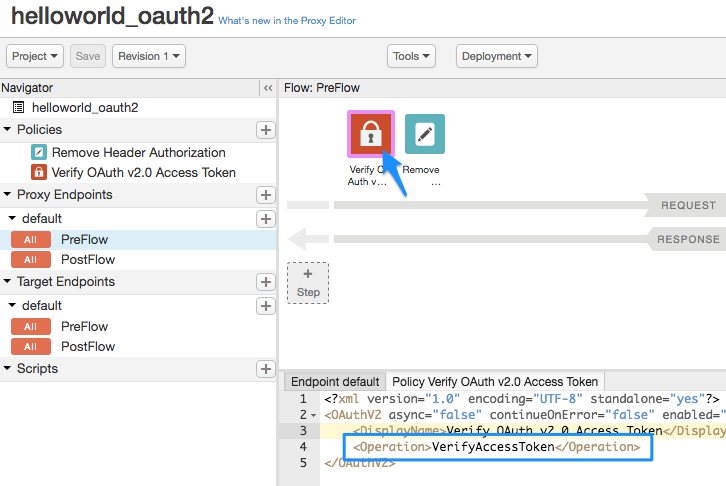 helloworld_oauth2 What's new in the Proxy Editor
Project Save Revision 1 Tools Deployment
Navigator
helloworld_oauth2
Policies
Remove Header Authorization
Verify OAuth v2.0 Access Token
Proxy Endpoints
default
All PreFlow
All PostFlow
Target Endpoints
default
All PreFlow
All PostFlow
Scripts
Flow: PreFlow
Verify O Remove
Auth v... ...
REQUEST
RESPONSE
+
Step
Endpoint default Policy Verify OAuth v2.0 Access Token
1 <?xml version="1.0" encoding="UTF-8" standalone="yes"?>
2 <OAuthV2 async="false" continueOnError="false" enabled="
3 <DisplayName>Verify OAuth v2.0 Access Token</Display
4 <Operation>VerifyAccessToken</Operation>
5 </OAuthV2>